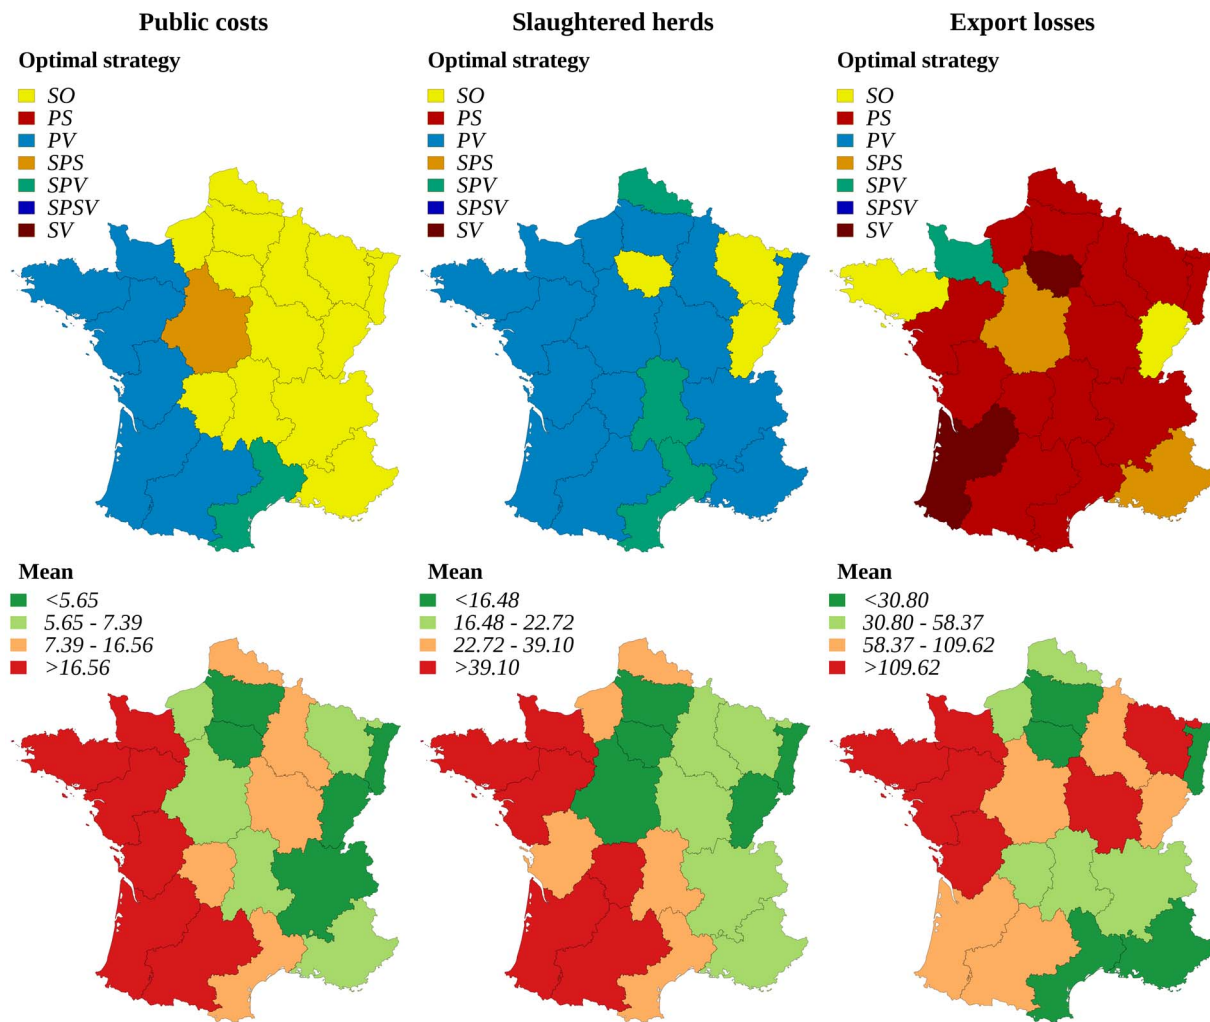 Public costs
Optimal strategy
SO
PS
PV
SPS
SPV
SPSV
SV
Slaughtered herds
Optimal strategy
SO
PS
PV
SPS
SPV
SPSV
SV
Export losses
Optimal strategy
SO
PS
PV
SPS
SPV
SPSV
SV
Mean
<5.65
5.65 - 7.39
7.39 - 16.56
>16.56
Mean
<16.48
16.48 - 22.72
22.72 - 39.10
>39.10
Mean
<30.80
30.80 - 58.37
58.37 - 109.62
>109.62